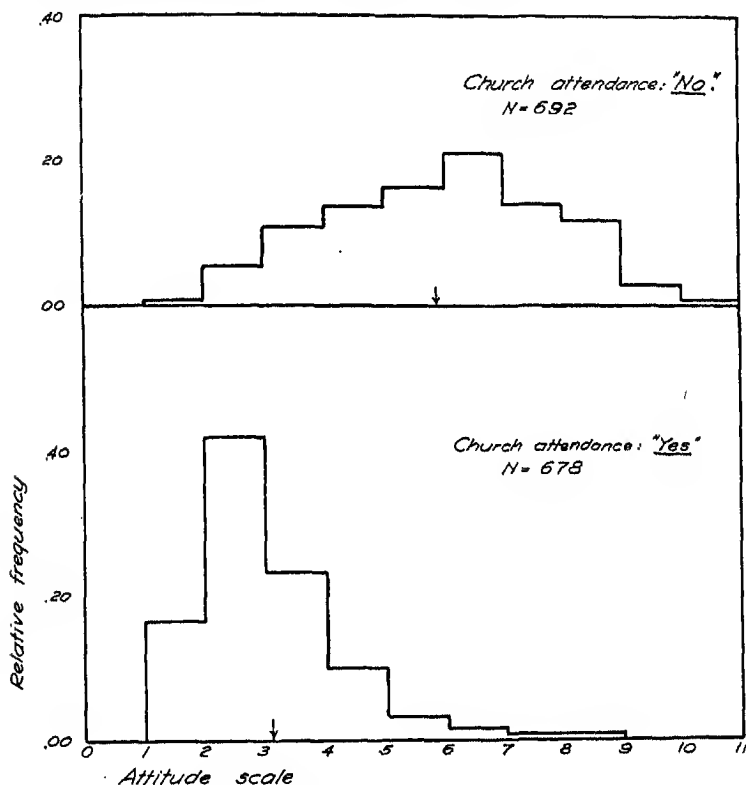 .40
Church attendance: "No."
N= 692
.20
.00
.40
Church attendance: "Yes"
N= 678
Relative frequency
.20
.00
0 1 2 3 4 5 6 7 8 9 10 11
Attitude scale